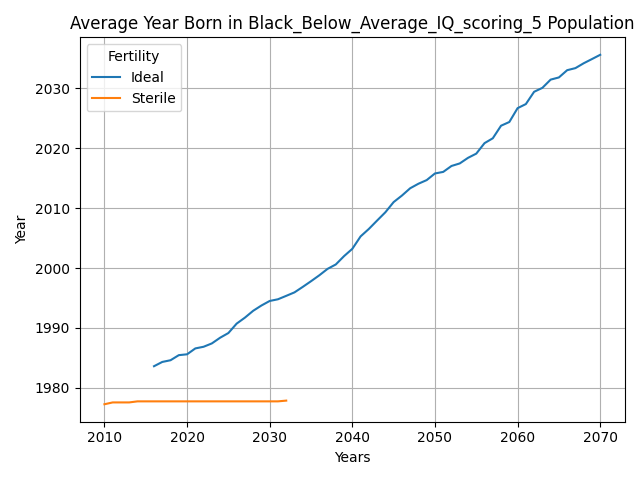 Average Year Born in Black_Below_Average_IQ_scoring_5 Population
Fertility
Ideal
Sterile
2030
2020
2010
2000
1990
1980
Year
2010 2020 2030 2040 2050 2060 2070
Years